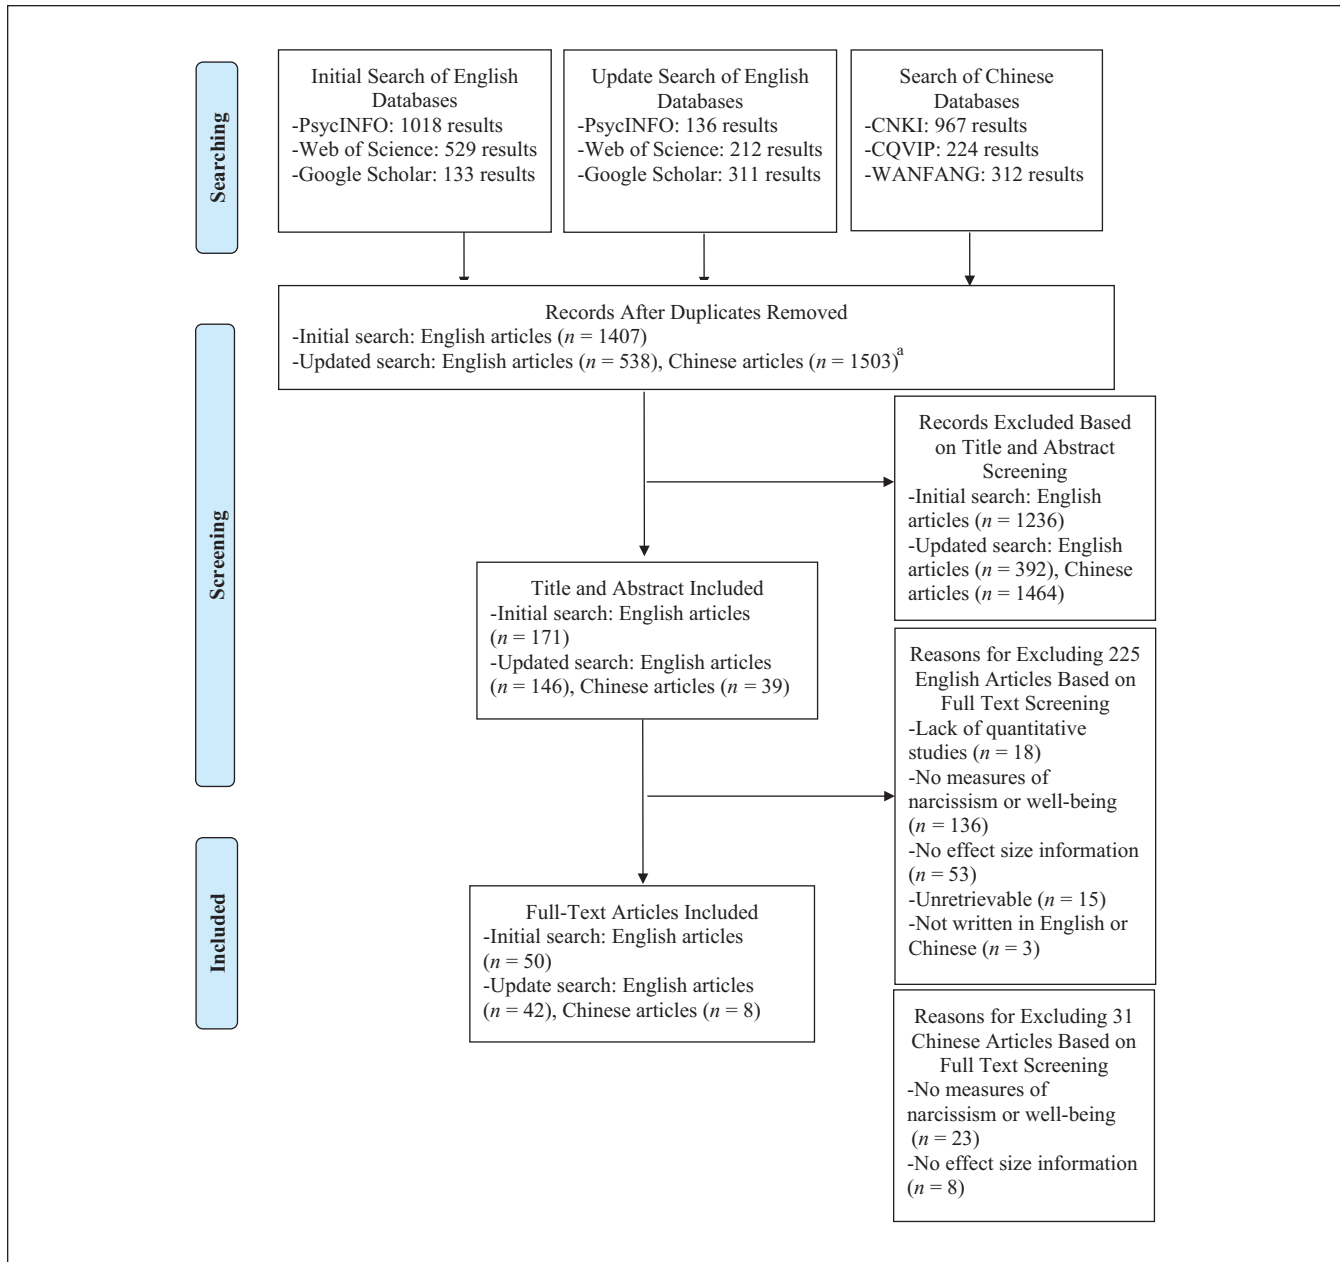 Searching
Initial Search of English
Databases
-PsycINFO: 1018 results
-Web of Science: 529 results
-Google Scholar: 133 results
Update Search of English
Databases
-PsycINFO: 136 results
-Web of Science: 212 results
-Google Scholar: 311 results
Search of Chinese
Databases
-CNKI: 967 results
-CQVIP: 224 results
-WANFANG: 312 results
Records After Duplicates Removed
-Initial search: English articles (n = 1407)
-Updated search: English articles (n = 538), Chinese articles (n = 1503)a
Screening
Records Excluded Based
on Title and Abstract
Screening
-Initial search: English
articles (n = 1236)
-Updated search: English
articles (n = 392), Chinese
articles (n = 1464)
Title and Abstract Included
-Initial search: English articles
(n = 171)
-Updated search: English articles
(n = 146), Chinese articles (n = 39)
Reasons for Excluding 225
English Articles Based on
Full Text Screening
-Lack of quantitative
studies (n = 18)
-No measures of
narcissism or well-being
(n = 136)
-No effect size information
(n = 53)
-Unretrievable (n = 15)
-Not written in English or
Chinese (n = 3)
Included
Full-Text Articles Included
-Initial search: English articles
(n = 50)
-Update search: English articles
(n = 42), Chinese articles (n = 8)
Reasons for Excluding 31
Chinese Articles Based on
Full Text Screening
-No measures of
narcissism or well-being
(n = 23)
-No effect size information
(n = 8)